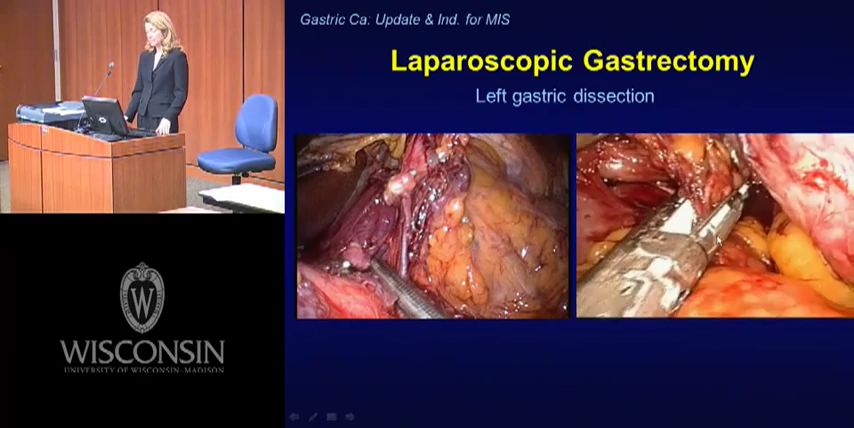 Gastric Ca: Update & Ind. for MIS
Laparoscopic Gastrectomy
Left gastric dissection
W
WISCONSIN
UNIVERSITY OF WISCONSIN–MADISON